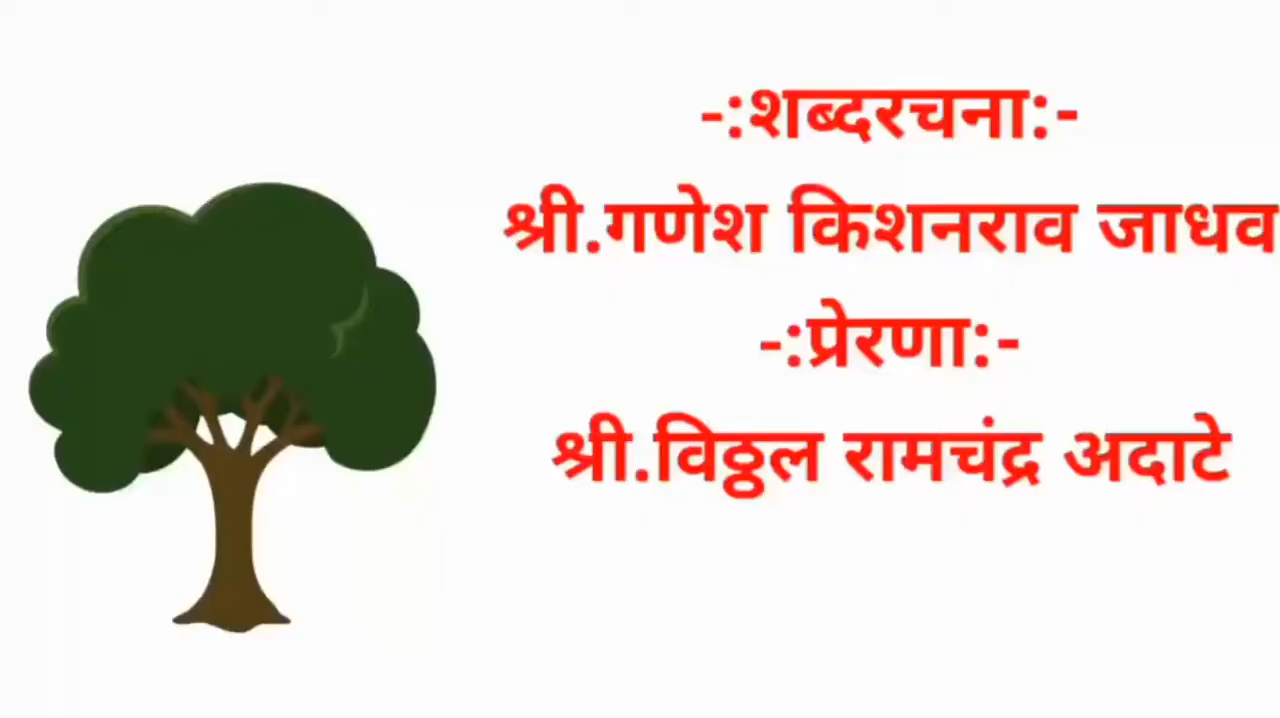 -:शब्दरचना:-
श्री.गणेश किशनराव जाधव
-:प्रेरणा:-
श्री.विठ्ठल रामचंद्र अदाटे